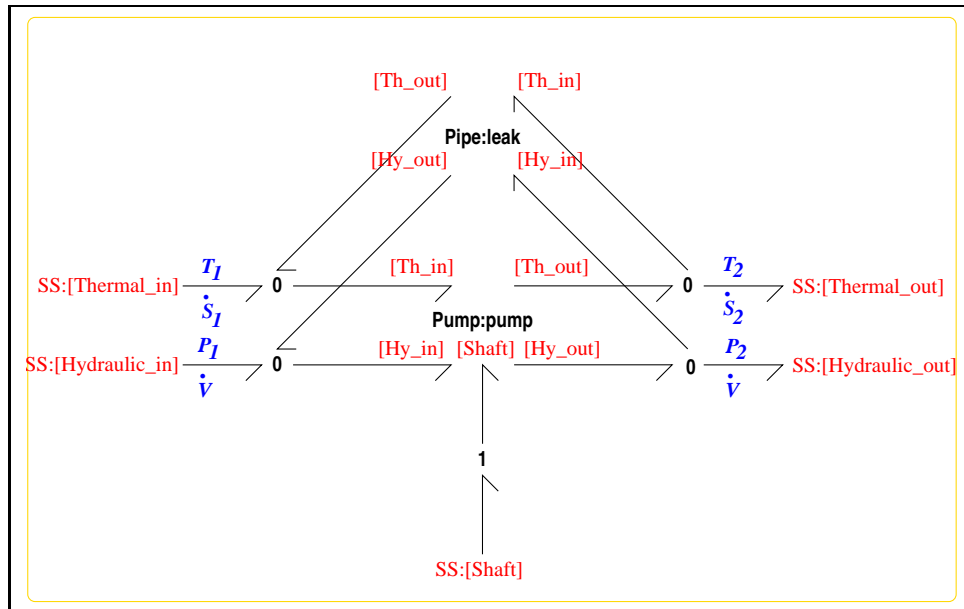 [Th_out] [Th_in]
Pipe:leak
[Hy_out] [Hy_in]
T1 [Th_in] [Th_out] T2
SS:[Thermal_in] 0 0 SS:[Thermal_out]
Ṡ1 Ṡ2
Pump:pump
P1 [Hy_in] [Shaft] [Hy_out] P2
SS:[Hydraulic_in] 0 0 SS:[Hydraulic_out]
V̇ V̇
1
SS:[Shaft]